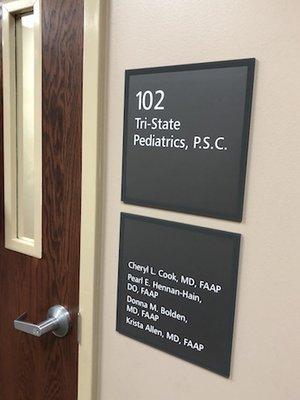 102
Tri-State
Pediatrics, P.S.C.
Cheryl L. Cook, MD, FAAP
Pearl E. Hennan-Hain,
DO, FAAP
Donna M. Bolden,
MD, FAAP
Krista Allen, MD, FAAP